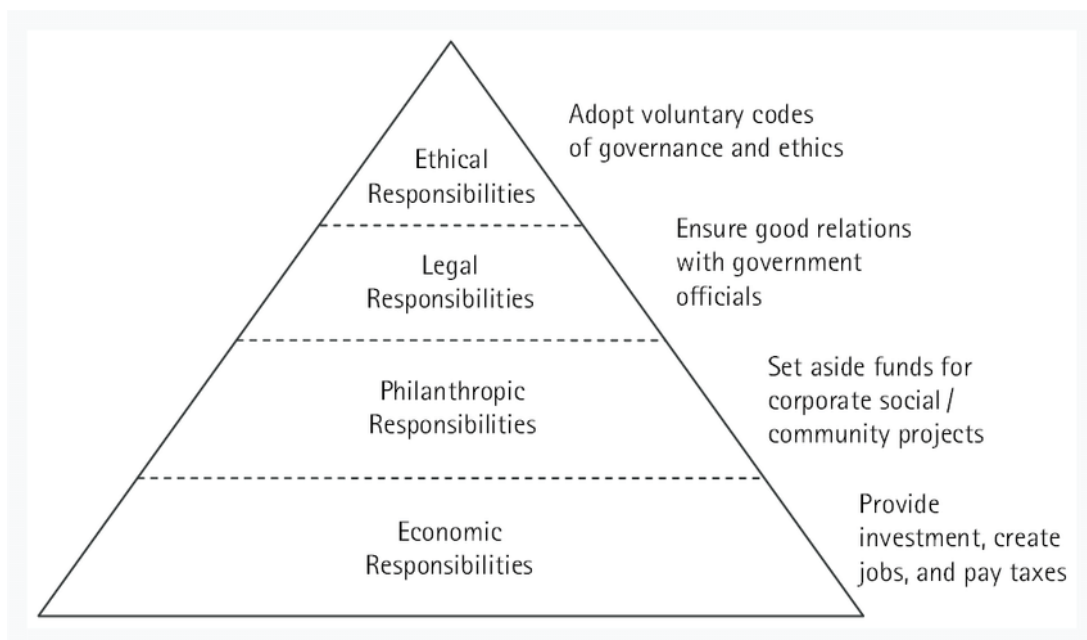 Adopt voluntary codes
of governance and ethics
Ethical
Responsibilities
Ensure good relations
with government
officials
Legal
Responsibilities
Set aside funds for
corporate social /
community projects
Philanthropic
Responsibilities
Provide
investment, create
jobs, and pay taxes
Economic
Responsibilities